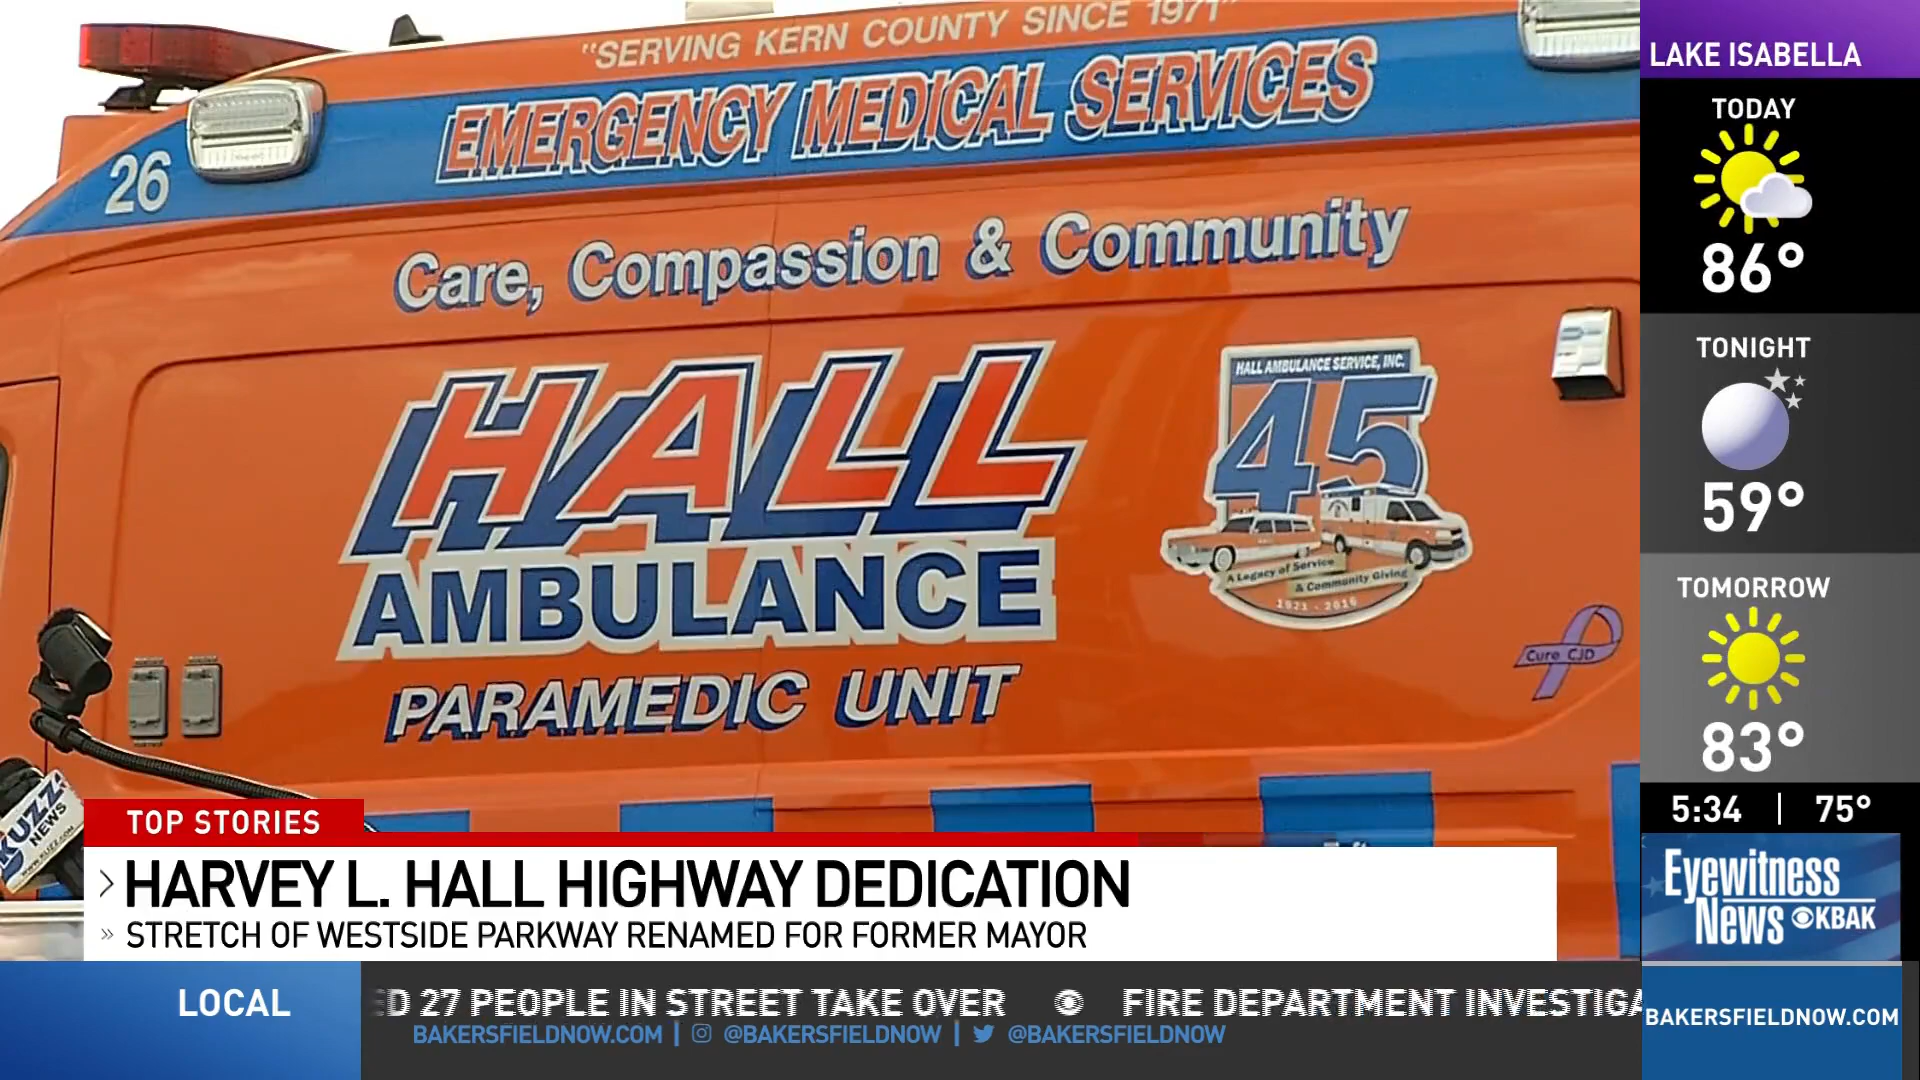 "SERVING KERN COUNTY SINCE 1971"
EMERGENCY MEDICAL SERVICES
26
Care, Compassion & Community
HALL
AMBULANCE
PARAMEDIC UNIT
HALL AMBULANCE SERVICE, INC.
45
A Legacy of Service
& Community Giving
1971 - 2016
Cure CJD
KUZZ
NEWS
WWW.KUZZ.COM
LAKE ISABELLA
TODAY
86°
TONIGHT
59°
TOMORROW
83°
5:34 | 75°
Eyewitness
News KBAK
BAKERSFIELDNOW.COM
TOP STORIES
HARVEY L. HALL HIGHWAY DEDICATION
STRETCH OF WESTSIDE PARKWAY RENAMED FOR FORMER MAYOR
LOCAL
ED 27 PEOPLE IN STREET TAKE OVER FIRE DEPARTMENT INVESTIGA
BAKERSFIELDNOW.COM | @BAKERSFIELDNOW | @BAKERSFIELDNOW